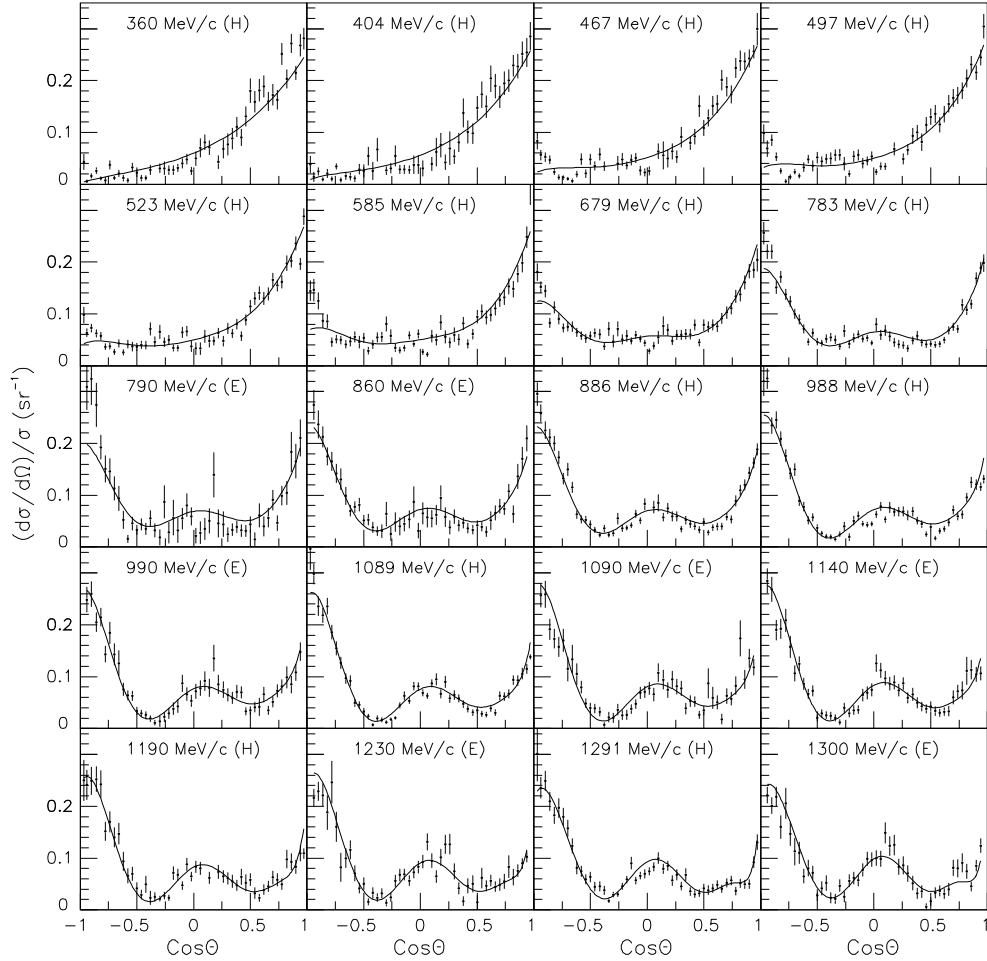 360 MeV/c (H) 404 MeV/c (H) 467 MeV/c (H) 497 MeV/c (H)
0.2
0.1
0
523 MeV/c (H) 585 MeV/c (H) 679 MeV/c (H) 783 MeV/c (H)
0.2
0.1
0
790 MeV/c (E) 860 MeV/c (E) 886 MeV/c (H) 988 MeV/c (H)
(dσ/dΩ)/σ (sr⁻¹)
0.2
0.1
0
990 MeV/c (E) 1089 MeV/c (H) 1090 MeV/c (E) 1140 MeV/c (E)
0.2
0.1
0
1190 MeV/c (H) 1230 MeV/c (E) 1291 MeV/c (H) 1300 MeV/c (E)
0.2
0.1
0
−1 −0.5 0 0.5 −0.5 0 0.5 −0.5 0 0.5 −0.5 0 0.5 1
CosΘ CosΘ CosΘ CosΘ